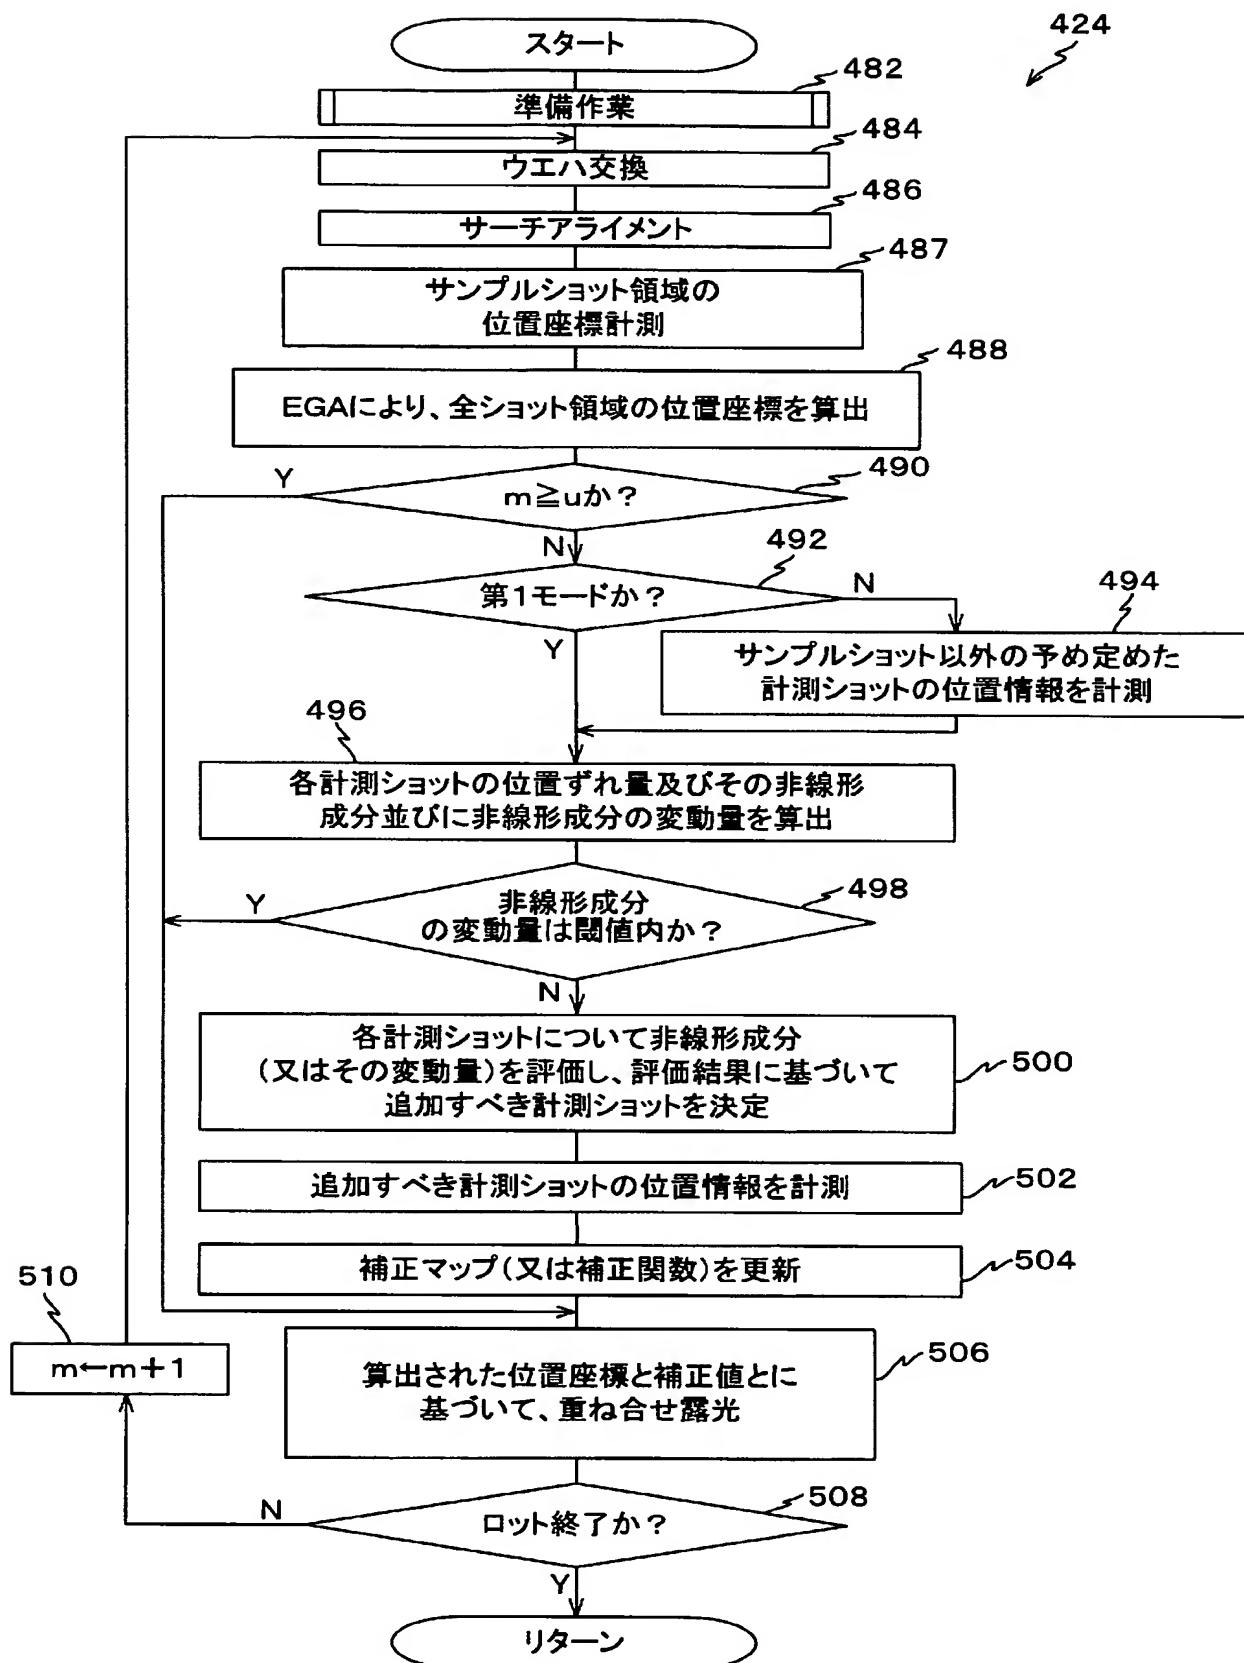 スタート
424
482
準備作業
484
ウエハ交換
486
サーチアライメント
487
サンプルショット領域の
位置座標計測
488
EGAにより、全ショット領域の位置座標を算出
490
Y
m≧uか?
N
492
第1モードか?
N
494
Y
サンプルショット以外の予め定めた
計測ショットの位置情報を計測
496
各計測ショットの位置ずれ量及びその非線形
成分並びに非線形成分の変動量を算出
498
Y
非線形成分
の変動量は閾値内か?
N
各計測ショットについて非線形成分
(又はその変動量)を評価し、評価結果に基づいて
追加すべき計測ショットを決定
500
追加すべき計測ショットの位置情報を計測
502
補正マップ(又は補正関数)を更新
504
510
m←m+1
506
算出された位置座標と補正値とに
基づいて、重ね合せ露光
508
N
ロット終了か?
Y
リターン